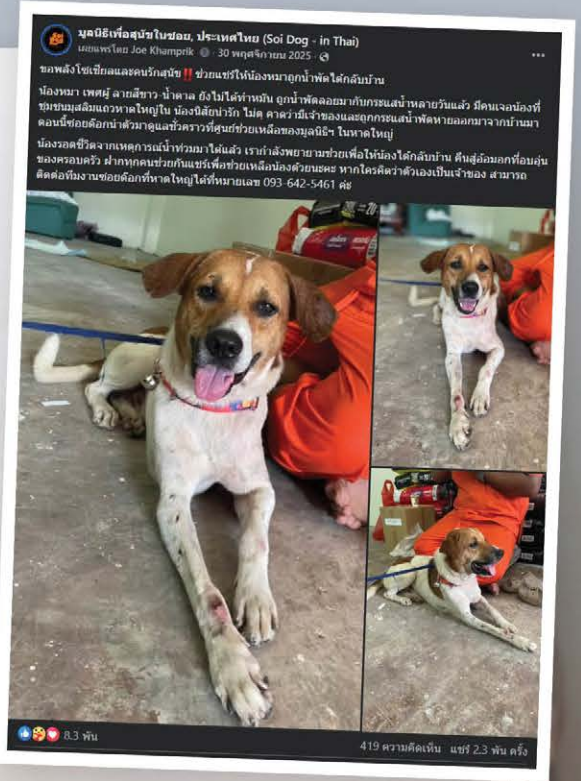 มูลนิธิเพื่อสุนัขในซอย, ประเทศไทย (Soi Dog - in Thai)
เผยแพร่โดย Joe Khamprik · 30 พฤศจิกายน 2025 ·
ขอพลังโซเชียลและคนรักสุนัข‼️ ช่วยแชร์ให้น้องหมาถูกน้ำพัดได้กลับบ้าน
น้องหมา เพศผู้ ลายสีขาว-น้ำตาล ยังไม่ได้ทำหมัน ถูกน้ำพัดลอยมากับกระแสน้ำหลายวันแล้ว มีคนเจอน้องที่
ชุมชนมุสลิมแถวหาดใหญ่ใน น้องนิสัยน่ารัก ไม่ดุ คาดว่ามีเจ้าของและถูกกระแสน้ำพัดหายออกมาจากบ้านมา
ตอนนี้ซอยด๊อกนำตัวมาดูแลชั่วคราวที่ศูนย์ช่วยเหลือของมูลนิธิฯ ในหาดใหญ่
น้องรอดชีวิตจากเหตุการณ์น้ำท่วมมาได้แล้ว เรากำลังพยายามช่วยเพื่อให้น้องได้กลับบ้าน คืนสู่อ้อมอกที่อบอุ่น
ของครอบครัว ฝากทุกคนช่วยกันแชร์เพื่อช่วยเหลือน้องด้วยนะคะ หากใครคิดว่าตัวเองเป็นเจ้าของ สามารถ
ติดต่อทีมงานซอยด๊อกที่หาดใหญ่ได้ที่หมายเลข 093-642-5461 ค่ะ
8.3 พัน
419 ความคิดเห็น แชร์ 2.3 พัน ครั้ง